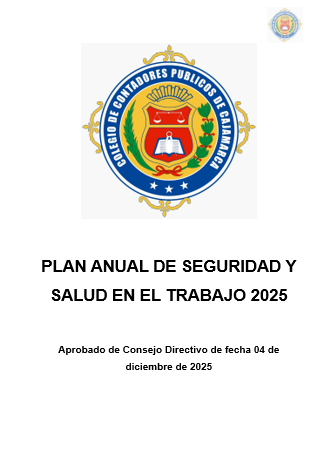 COLEGIO DE CONTADORES PUBLICOS DE CAJAMARCA
PLAN ANUAL DE SEGURIDAD Y
SALUD EN EL TRABAJO 2025
Aprobado de Consejo Directivo de fecha 04 de
diciembre de 2025